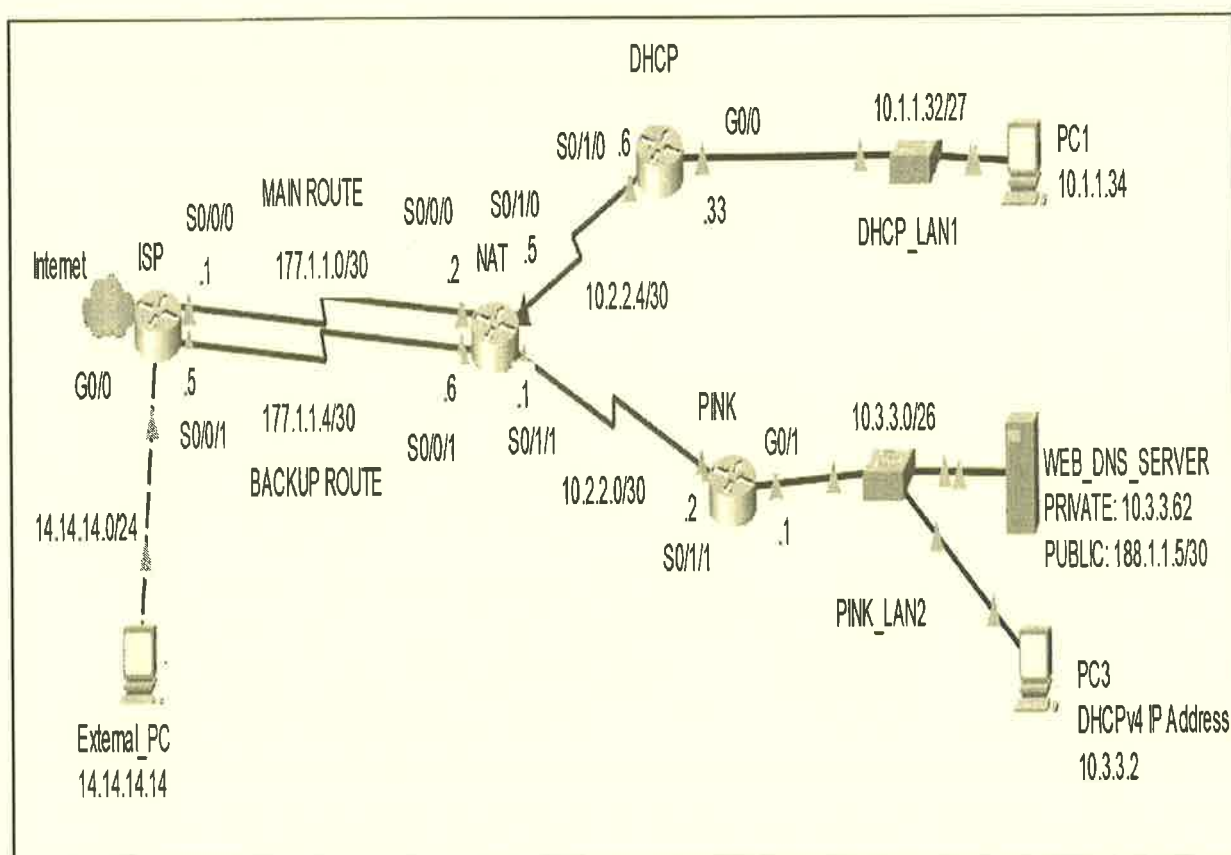 DHCP
G0/0
10.1.1.32/27
PC1
10.1.1.34
S0/1/0
.6
.33
DHCP_LAN1
MAIN ROUTE
S0/0/0
S0/0/0
S0/1/0
Internet
ISP
.1
177.1.1.0/30
.2
NAT
.5
10.2.2.4/30
G0/0
.5
S0/0/1
177.1.1.4/30
BACKUP ROUTE
.6
S0/0/1
.1
S0/1/1
PINK
G0/1
10.3.3.0/26
WEB_DNS_SERVER
PRIVATE: 10.3.3.62
PUBLIC: 188.1.1.5/30
10.2.2.0/30
.2
S0/1/1
.1
14.14.14.0/24
PINK_LAN2
PC3
DHCPv4 IP Address
10.3.3.2
External_PC
14.14.14.14